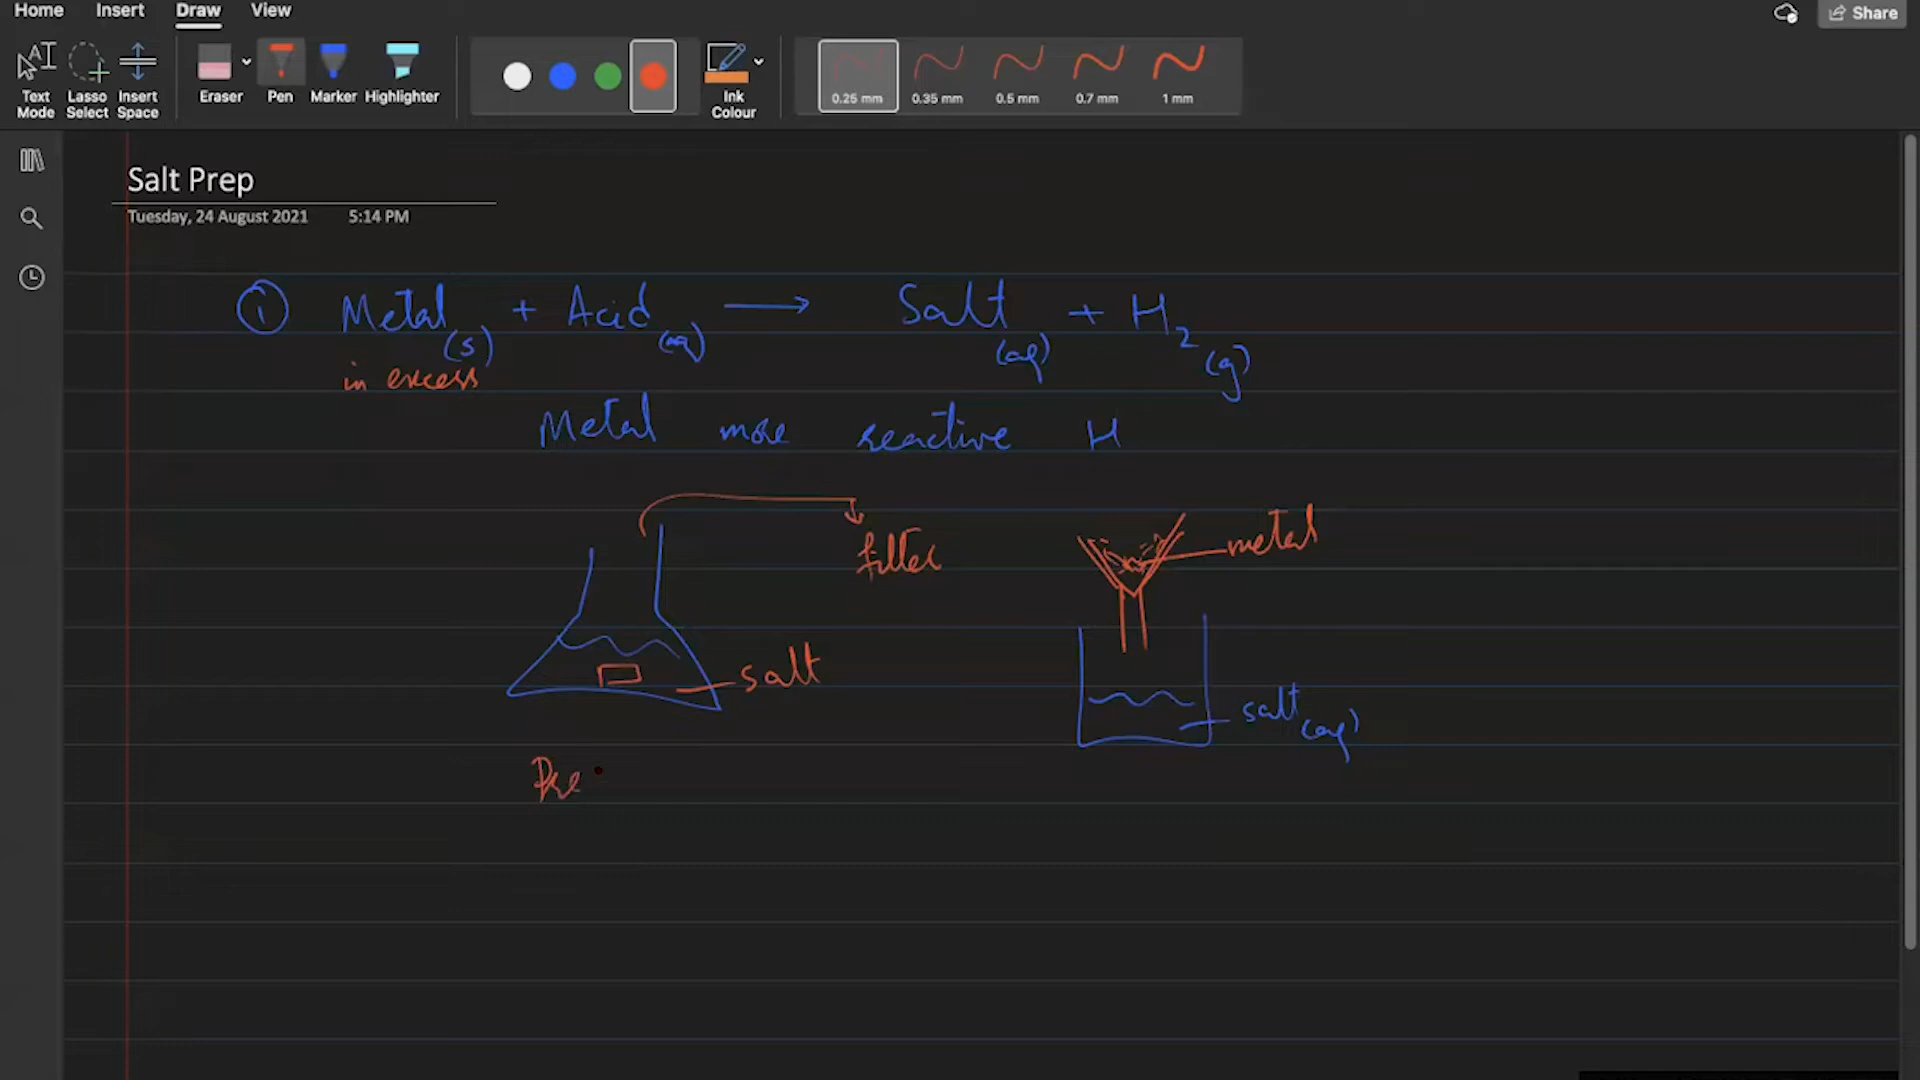 Home Insert Draw View
Share
Text Mode
Lasso Select
Insert Space
Eraser
Pen
Marker
Highlighter
Ink Colour
0.25 mm
0.35 mm
0.5 mm
0.7 mm
1 mm
Salt Prep
Tuesday, 24 August 2021 5:14 PM
① Metal(s) + Acid(aq) → Salt(aq) + H2(g)
in excess
Metal more reactive H
filter
metal
salt
salt(aq)
Pre